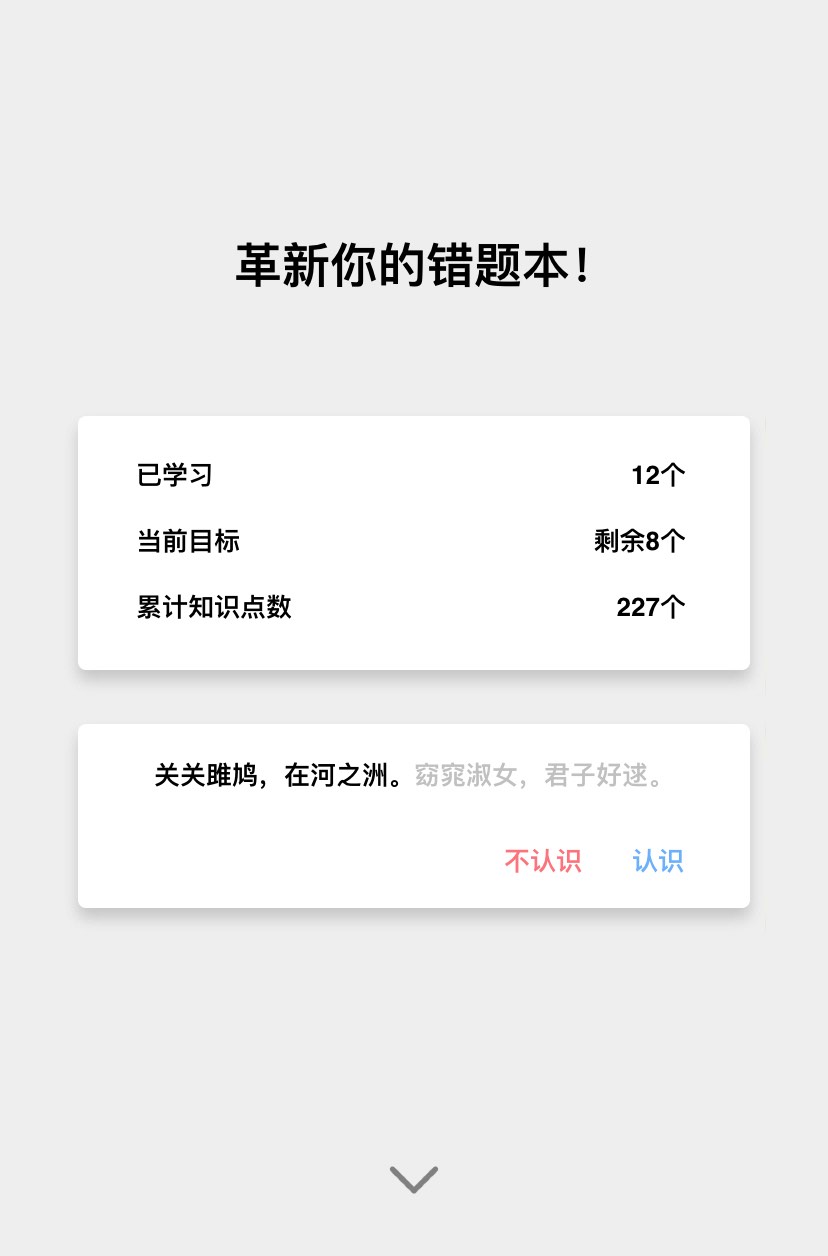 革新你的错题本！
已学习 12个
当前目标 剩余8个
累计知识点数 227个
关关雎鸠，在河之洲。窈窕淑女，君子好逑。
不认识 认识